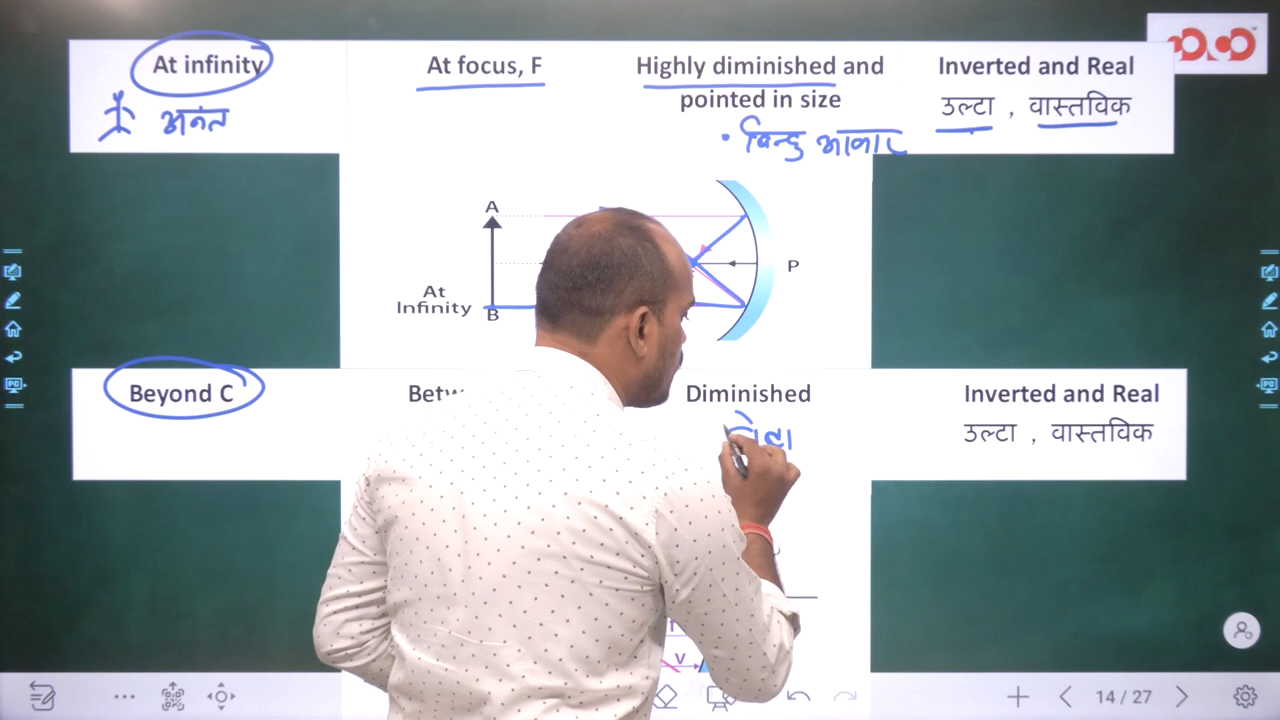 At infinity
At focus, F
Highly diminished and
pointed in size
Inverted and Real
उल्टा , वास्तविक
अनंत
बिन्दु आकार
A
At
Infinity
B
P
Beyond C
Diminished
Inverted and Real
उल्टा , वास्तविक
V
14 / 27